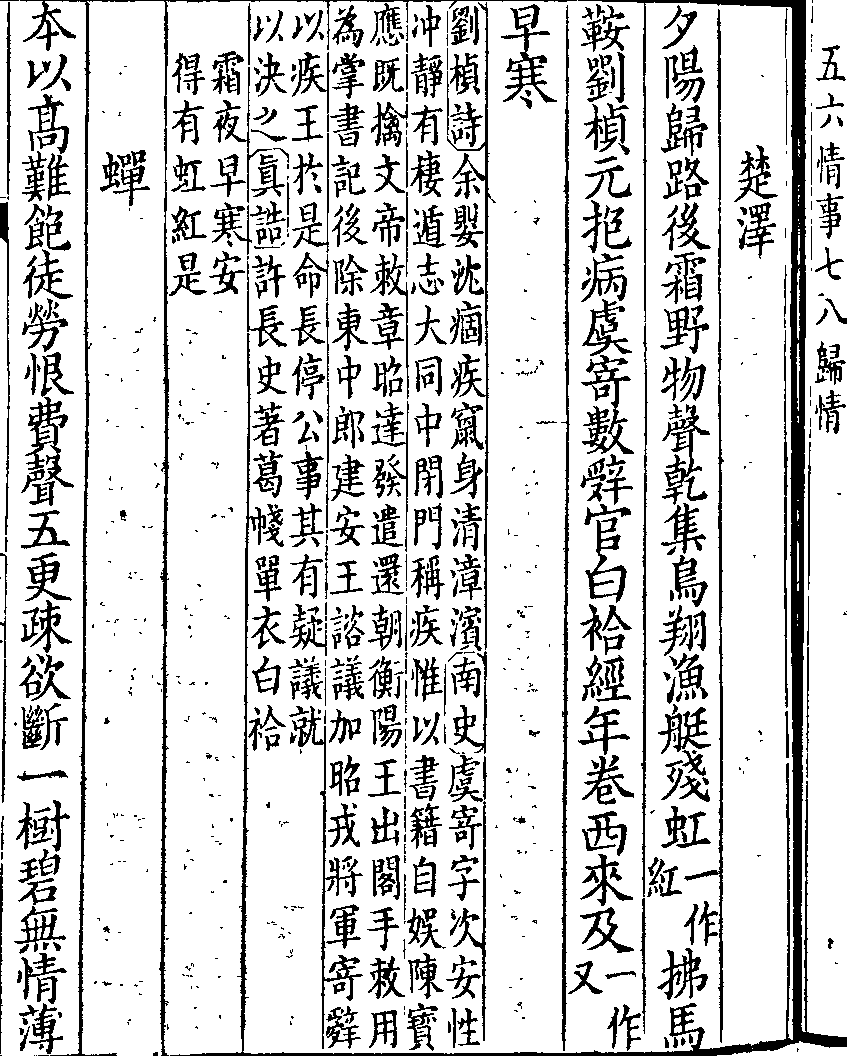 五六情事七八歸情
楚澤
夕陽歸路後霜野物聲乾集鳥翔漁艇殘虹一作紅拂馬
鞍劉楨元抱病虞寄數辭官白袷經年卷西來及一作又
早寒
劉楨詩余嬰沈痼疾竄身清漳濱南史虞寄字次安性
冲靜有棲遁志大同中閉門稱疾惟以書籍自娛陳寶
應既擒文帝敕章昭達發遣還朝衡陽王出閣手敕用
為掌書記後除東中郎建安王諮議加昭戎將軍寄辭
以疾王於是命長停公事其有疑議就
以決之真誥許長史著葛帴單衣白袷
霜夜早寒安
得有虹紅是
蟬
本以高難飽徒勞恨費聲五更疎欲斷一樹碧無情薄